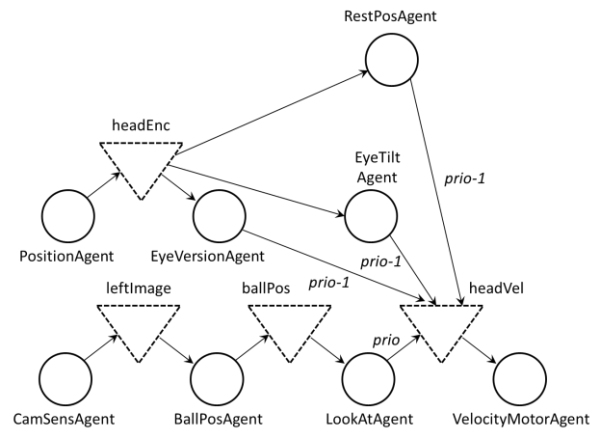 RestPosAgent
headEnc
EyeTilt
Agent
prio-1
PositionAgent
EyeVersionAgent
prio-1
prio-1
leftImage
ballPos
headVel
prio
CamSensAgent
BallPosAgent
LookAtAgent
VelocityMotorAgent